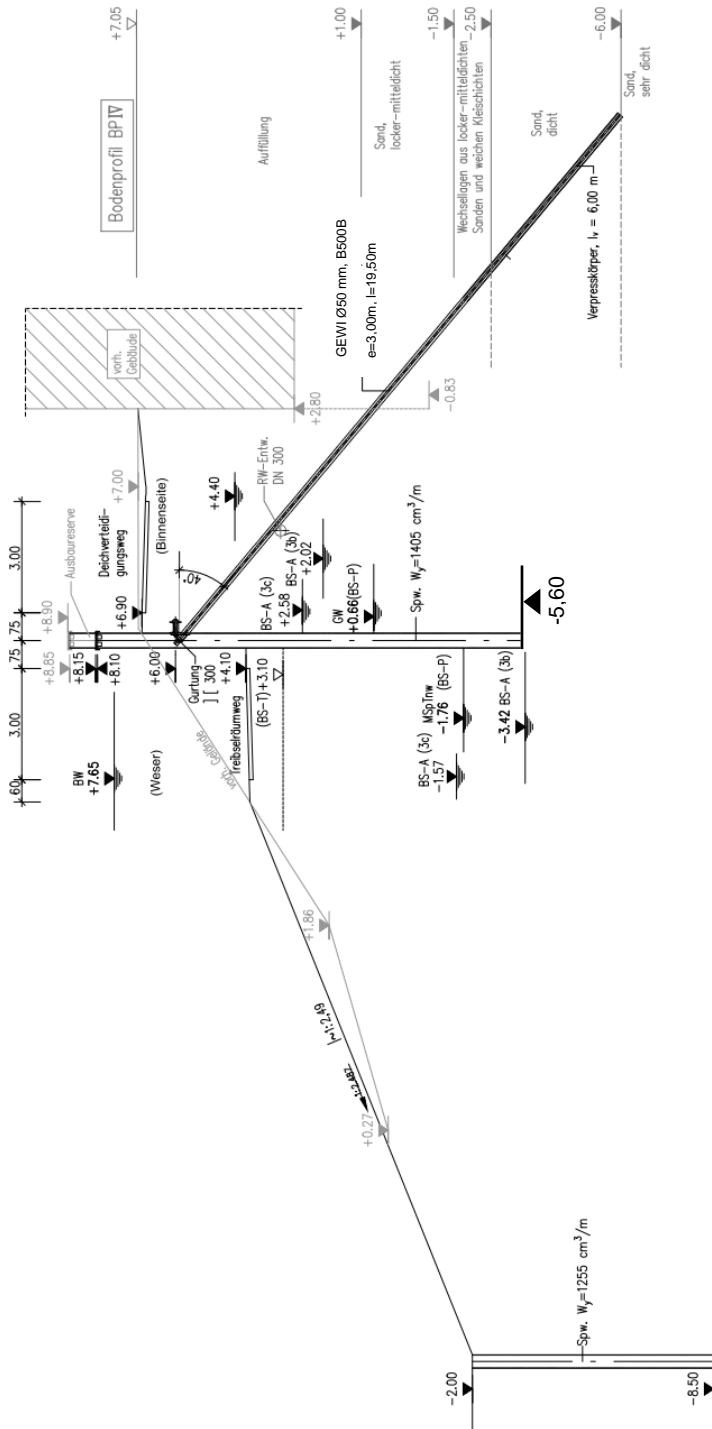 +7.05
Bodenprofil BPIV
Auffüllung
+1.00
Sand,
locker-mitteldicht
-1.50
Wechsellagen aus locker-mitteldichten
Sanden und weichen Kleischichten
-2.50
Sand,
dicht
-6.00
Sand,
sehr dicht
vorh.
Gebäude
+2.80
-0.83
GEWI Ø50 mm, B500B
e=3,00m, l=19,50m
Verpresskörper, lv = 6,00 m
3.00
75
75
3.00
60
+8.90
Ausbaureserve
+7.00
Deichverteidi-
gungsweg
(Binnenseite)
+6.90
+4.40
40°
RW-Entw.
DN 300
BS-A (3b)
+2.02
BS-A (3c)
+2.58
GW
+0.66(BS-P)
Spw. Wy=1405 cm³/m
-5,60
+8.85
+8.15
+8.10
BW
+7.65
(Weser)
+6.00
Gurtung
][ 300
+4.10
vorh. Gelände
Treibselräumweg
(BS-T)+3.10
MSpTnw
-1.76 (BS-P)
BS-A (3c)
-1.57
-3.42 BS-A (3b)
+1.86
~1:2,49
1:2,487
+0.27
Spw. Wy=1255 cm³/m
-2.00
-8.50